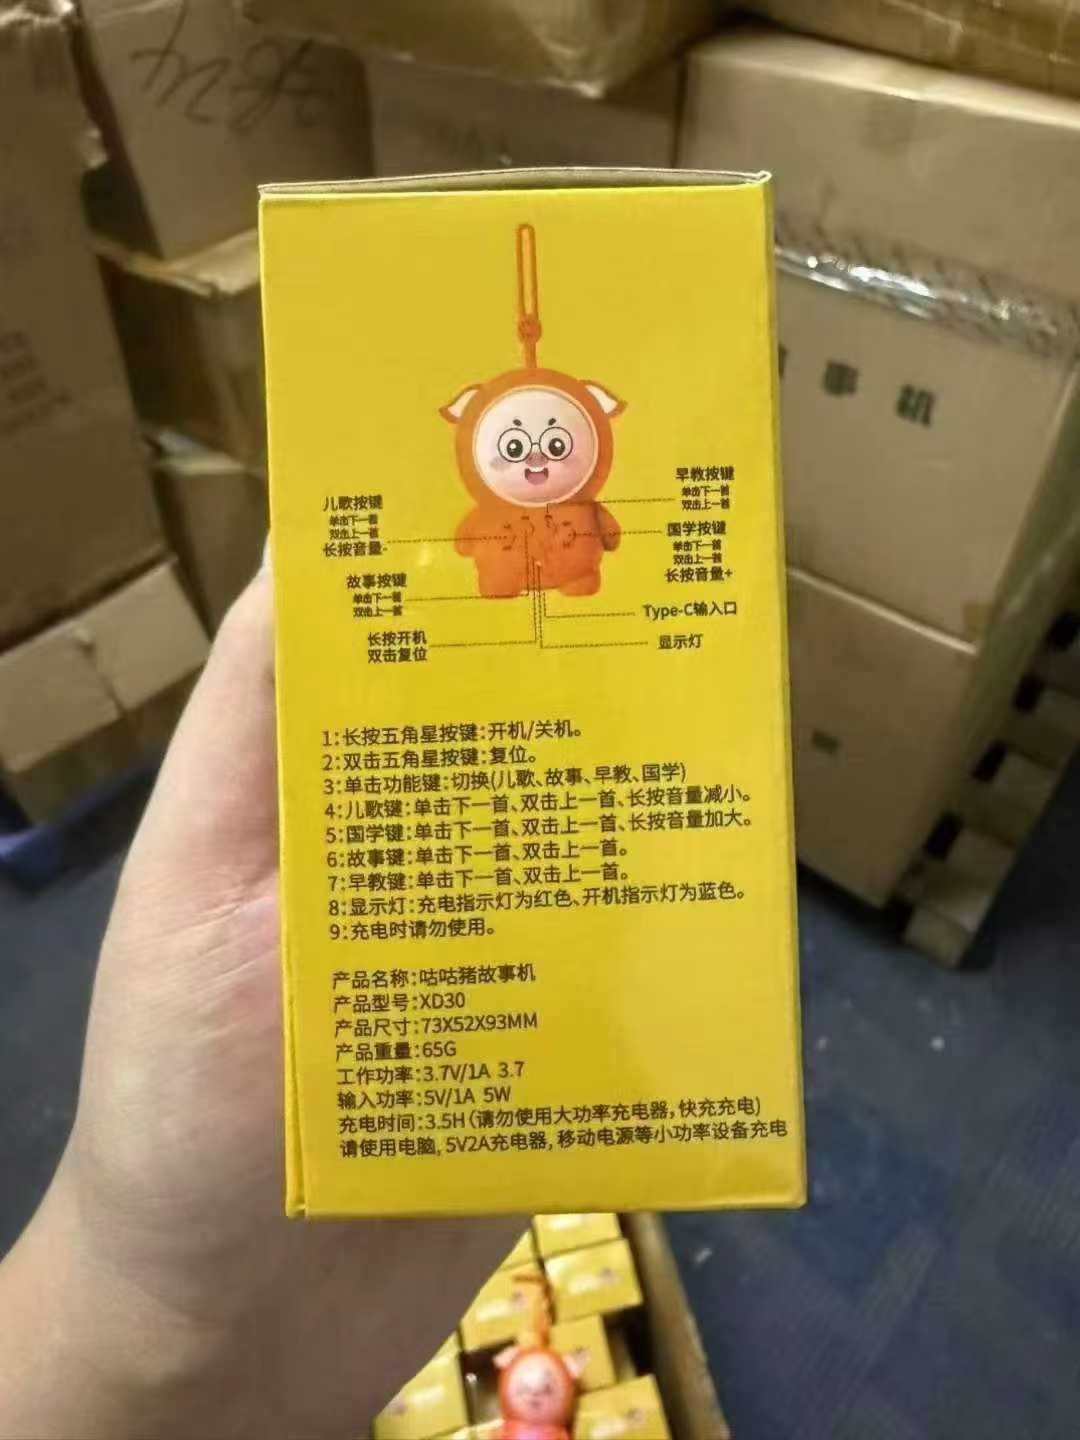 事 机
早教按键
单击下一首
双击上一首
儿歌按键
单击下一首
双击上一首
长按音量-
国学按键
单击下一首
双击上一首
长按音量+
故事按键
单击下一首
双击上一首
Type-C输入口
长按开机
双击复位
显示灯
1:长按五角星按键:开机/关机。
2:双击五角星按键:复位。
3:单击功能键:切换(儿歌、故事、早教、国学)
4:儿歌键:单击下一首、双击上一首、长按音量减小。
5:国学键:单击下一首、双击上一首、长按音量加大。
6:故事键:单击下一首、双击上一首。
7:早教键:单击下一首、双击上一首。
8:显示灯:充电指示灯为红色、开机指示灯为蓝色。
9:充电时请勿使用。
产品名称:咕咕猪故事机
产品型号:XD30
产品尺寸:73X52X93MM
产品重量:65G
工作功率:3.7V/1A 3.7
输入功率:5V/1A 5W
充电时间:3.5H(请勿使用大功率充电器,快充充电)
请使用电脑,5V2A充电器,移动电源等小功率设备充电